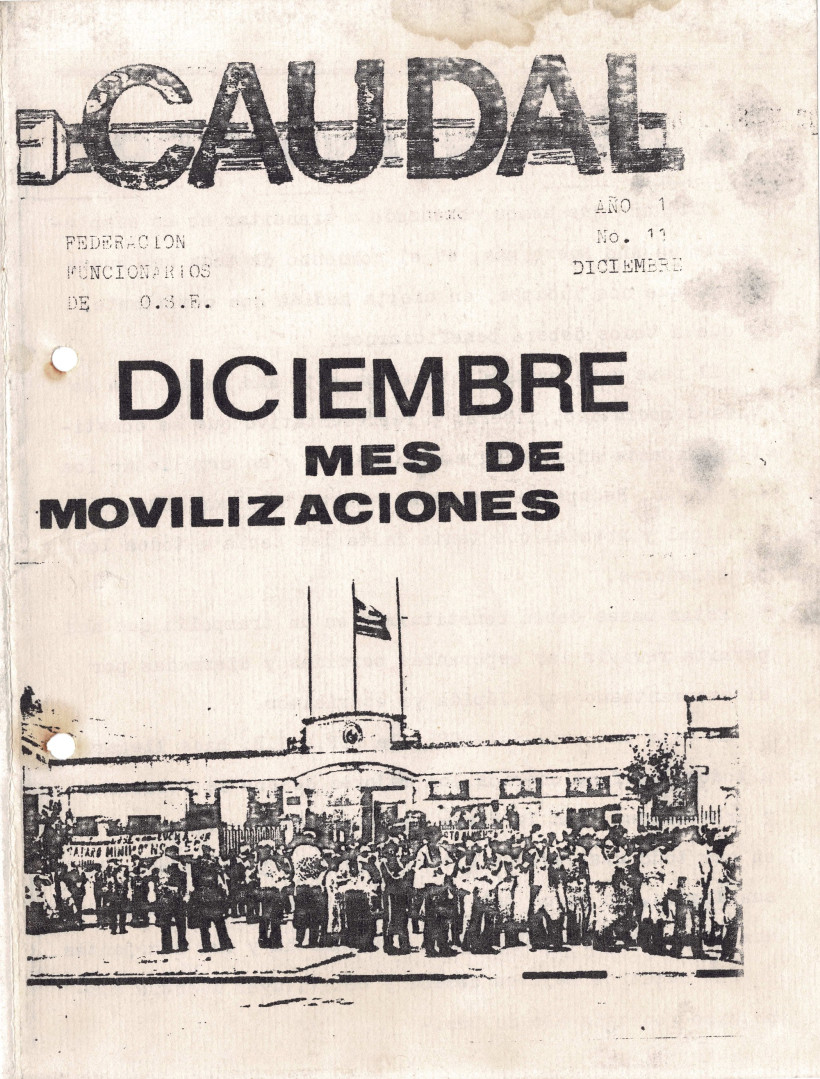 CAUDAL
AÑO 1
No. 11
DICIEMBRE
FEDERACION
FUNCIONARIOS
DE O.S.E.
DICIEMBRE
MES DE
MOVILIZACIONES